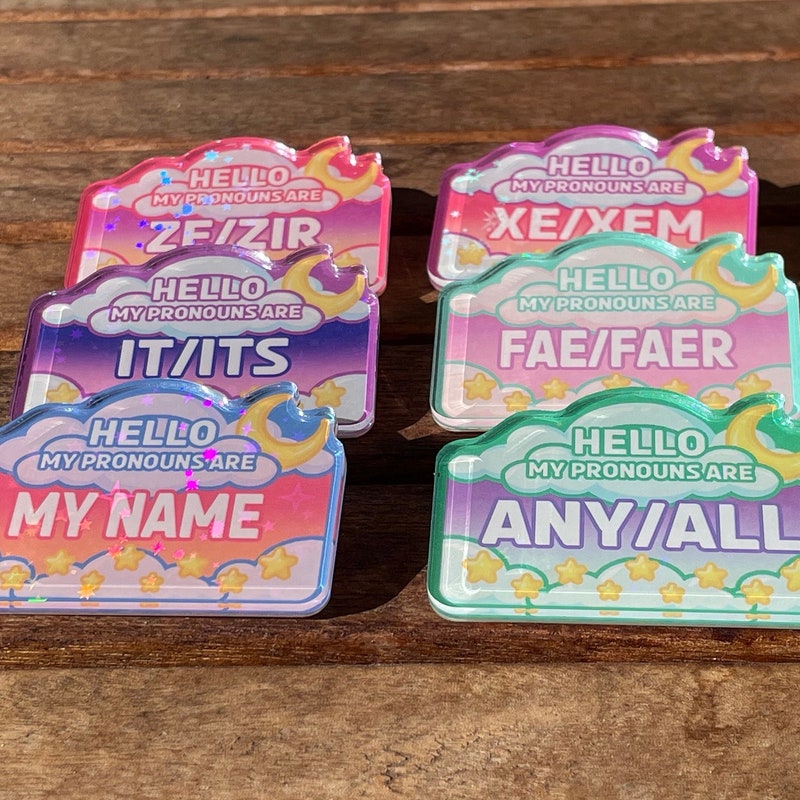 HELLO
MY PRONOUNS ARE
ZE/ZIR
HELLO
MY PRONOUNS ARE
XE/XEM
HELLO
MY PRONOUNS ARE
IT/ITS
HELLO
MY PRONOUNS ARE
FAE/FAER
HELLO
MY PRONOUNS ARE
MY NAME
HELLO
MY PRONOUNS ARE
ANY/ALL